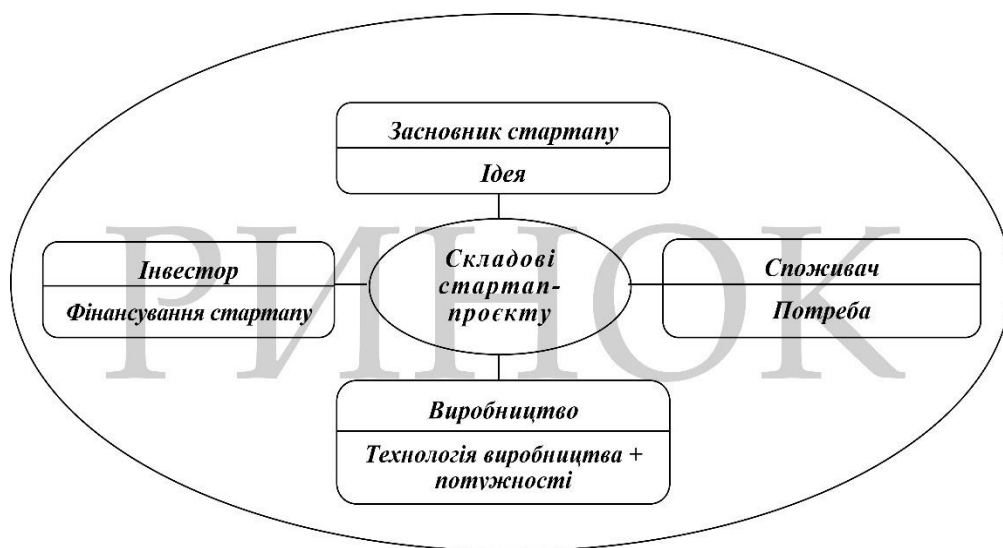 Засновник стартапу
Ідея
Інвестор
Фінансування стартапу
Складові
стартап-
проєкту
Споживач
Потреба
Виробництво
Технологія виробництва +
потужності
РИНОК